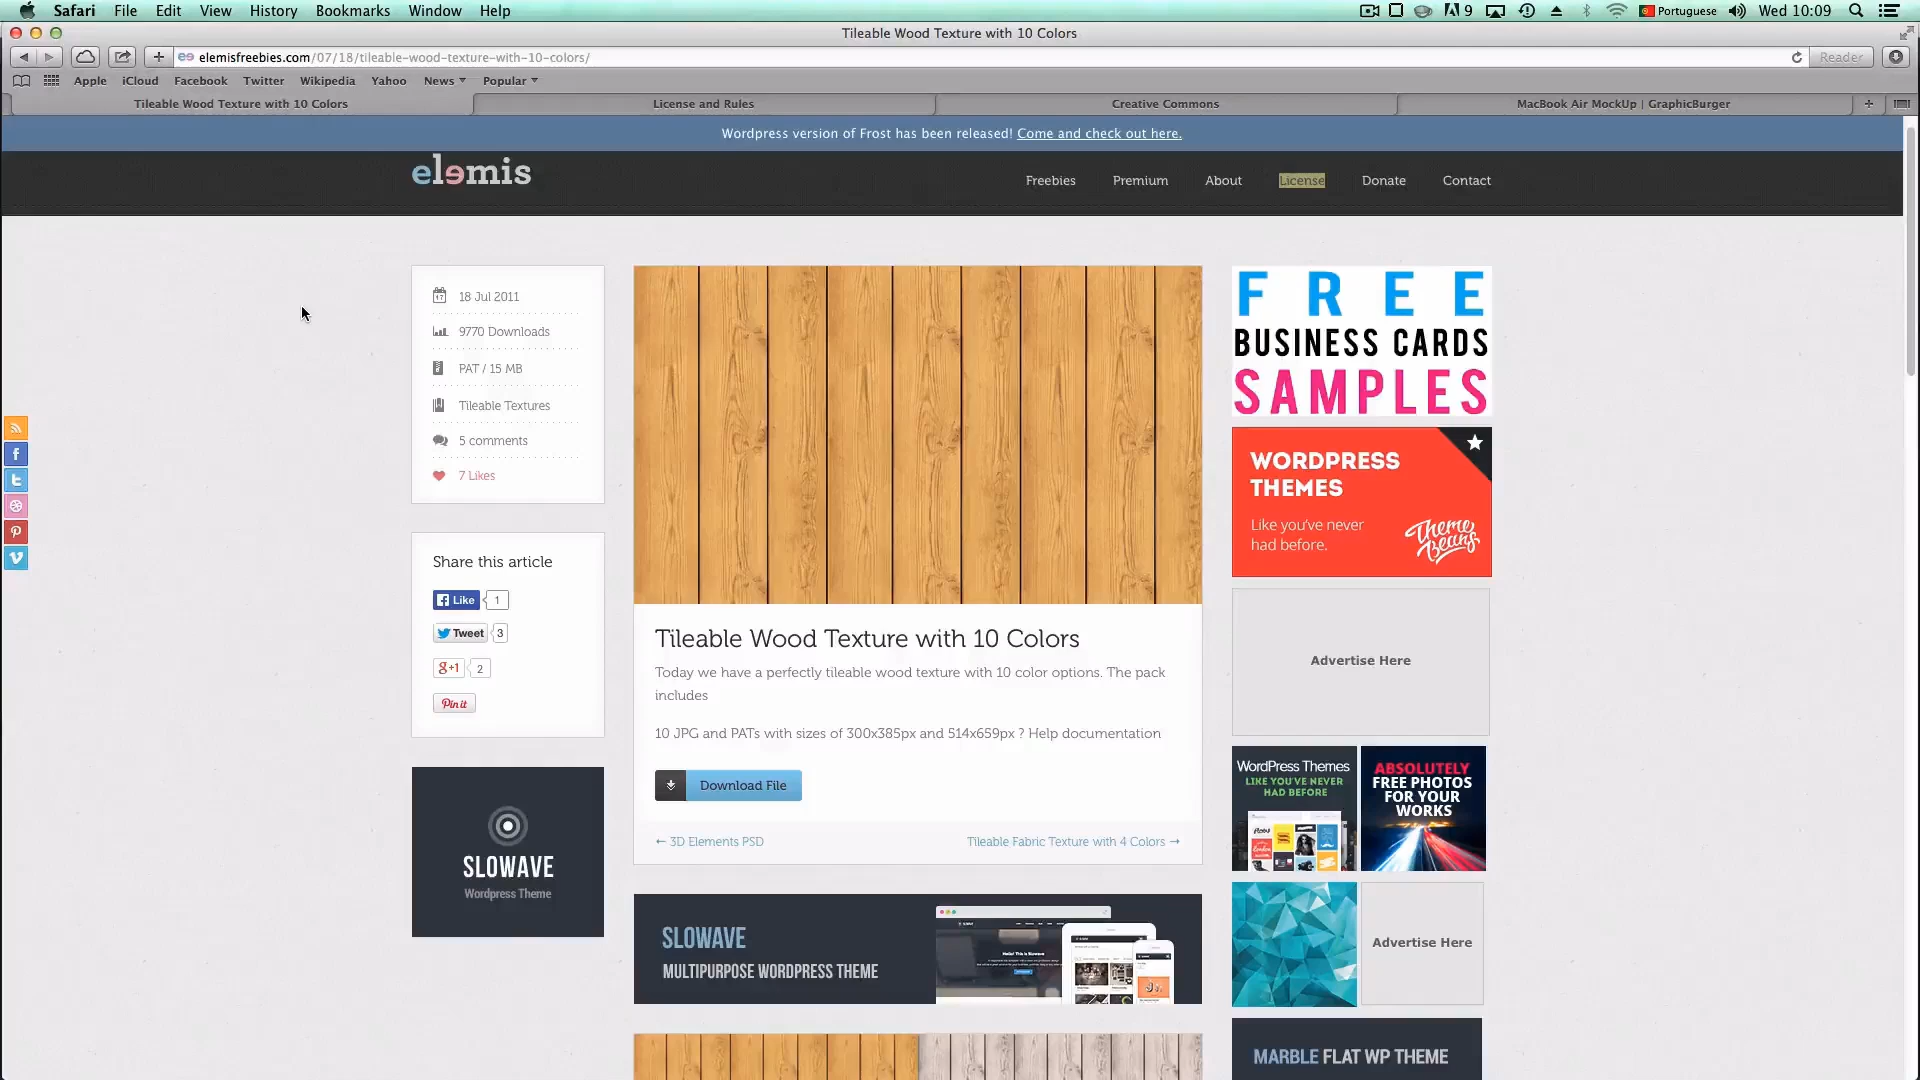 Safari File Edit View History Bookmarks Window Help
9 Portuguese Wed 10:09
Tileable Wood Texture with 10 Colors
elemisfreebies.com/07/18/tileable-wood-texture-with-10-colors/
Reader
Apple iCloud Facebook Twitter Wikipedia Yahoo News Popular
Tileable Wood Texture with 10 Colors
License and Rules
Creative Commons
MacBook Air MockUp | GraphicBurger
Wordpress version of Frost has been released! Come and check out here.
elemis
Freebies Premium About License Donate Contact
18 Jul 2011
9770 Downloads
PAT / 15 MB
Tileable Textures
5 comments
7 Likes
Share this article
Like 1
Tweet 3
g+1 2
Pin it
SLOWAVE
Wordpress Theme
Tileable Wood Texture with 10 Colors
Today we have a perfectly tileable wood texture with 10 color options. The pack
includes
10 JPG and PATs with sizes of 300x385px and 514x659px ? Help documentation
Download File
← 3D Elements PSD
Tileable Fabric Texture with 4 Colors →
SLOWAVE
MULTIPURPOSE WORDPRESS THEME
FREE
BUSINESS CARDS
SAMPLES
WORDPRESS
THEMES
Like you've never
had before.
Theme
Beans
Advertise Here
WordPress Themes
LIKE YOU'VE NEVER
HAD BEFORE
ABSOLUTELY
FREE PHOTOS
FOR YOUR
WORKS
Advertise Here
MARBLE FLAT WP THEME